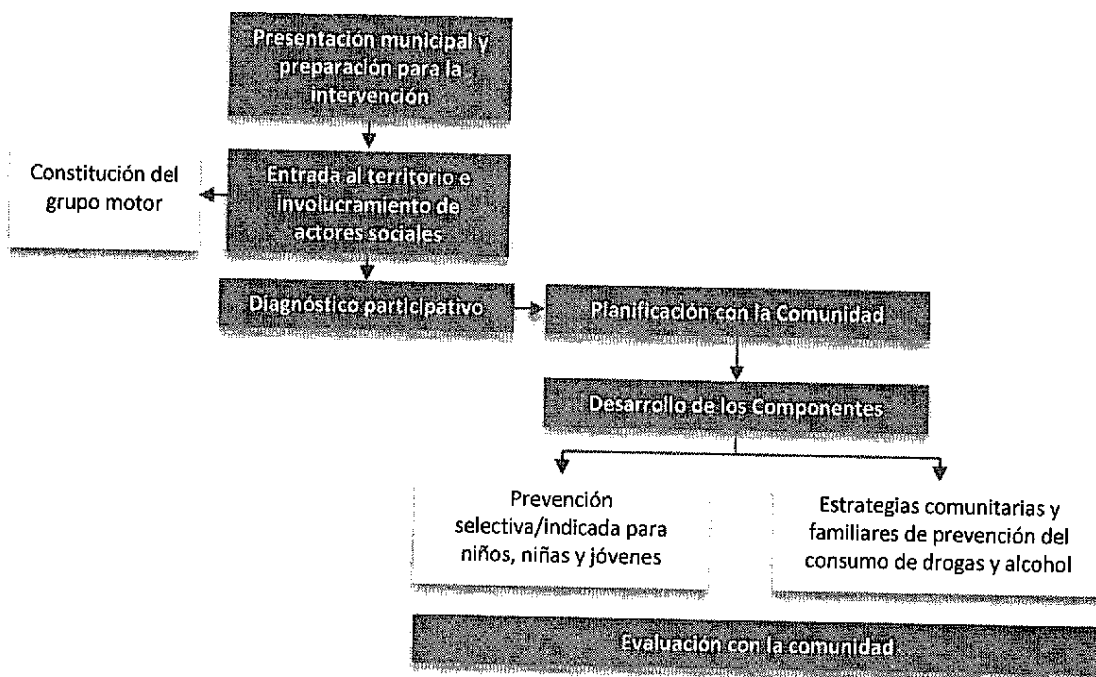 Presentación municipal y
preparación para la
intervención
Constitución del
grupo motor
Entrada al territorio e
involucramiento de
actores sociales
Diagnóstico participativo
Planificación con la Comunidad
Desarrollo de los Componentes
Prevención
selectiva/indicada para
niños, niñas y jóvenes
Estrategias comunitarias y
familiares de prevención del
consumo de drogas y alcohol
Evaluación con la comunidad